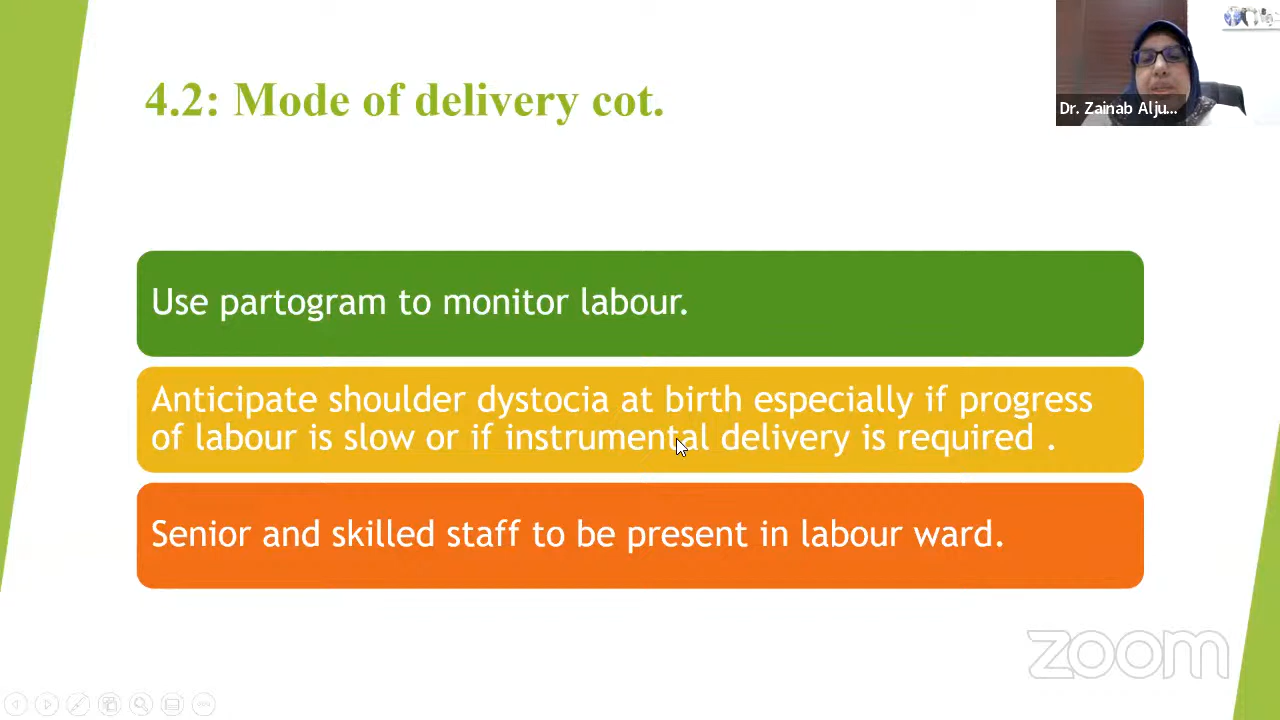 4.2: Mode of delivery cot.
Dr. Zainab Alju...
Use partogram to monitor labour.
Anticipate shoulder dystocia at birth especially if progress
of labour is slow or if instrumental delivery is required .
Senior and skilled staff to be present in labour ward.
zoom